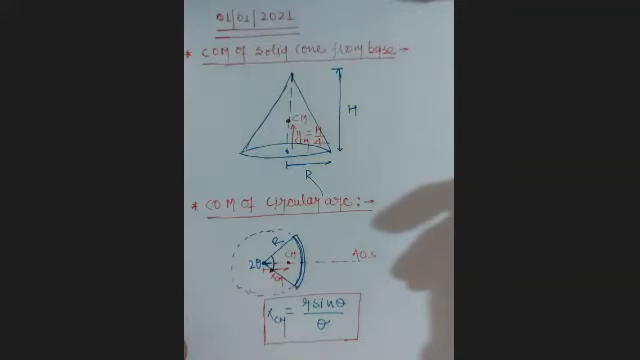 01/01/2021
* COM of solid cone from base:-
CM
H
H/4
R
* COM of circular arc:-
R
CM
2θ
A.O.S
xCM = r sinθ / θ